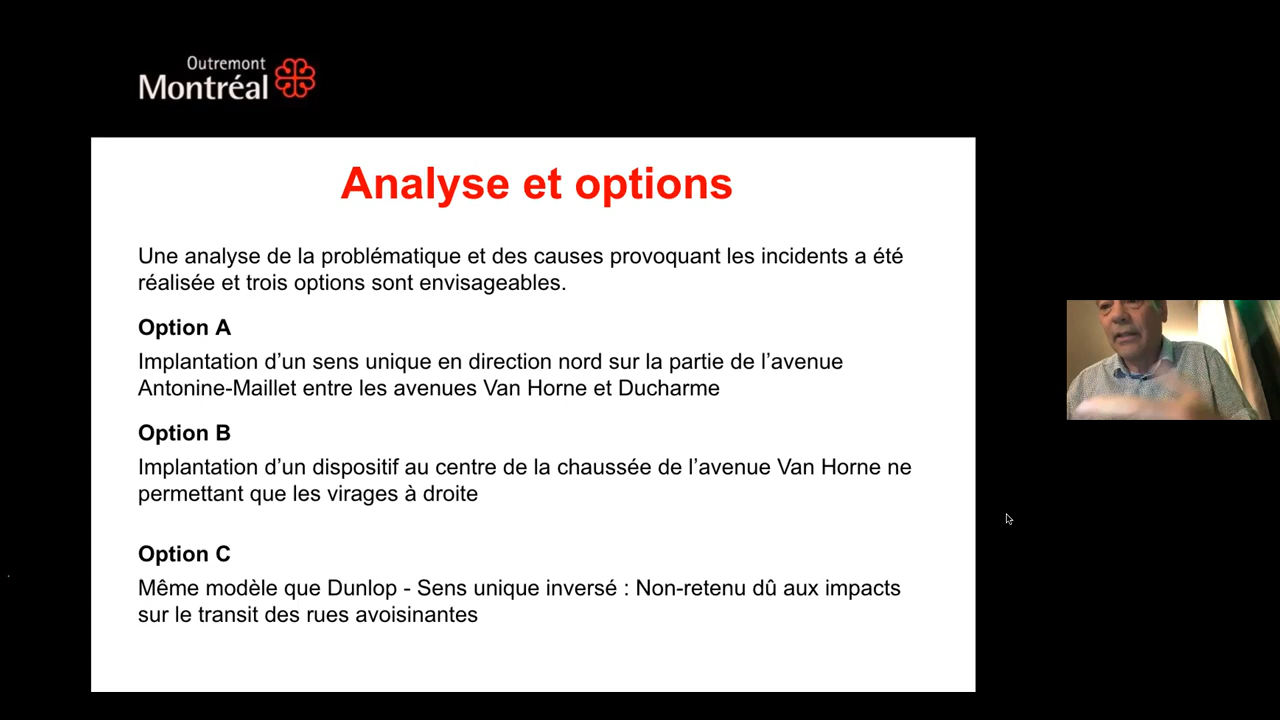 Outremont
Montréal
Analyse et options
Une analyse de la problématique et des causes provoquant les incidents a été
réalisée et trois options sont envisageables.
Option A
Implantation d’un sens unique en direction nord sur la partie de l’avenue
Antonine-Maillet entre les avenues Van Horne et Ducharme
Option B
Implantation d’un dispositif au centre de la chaussée de l’avenue Van Horne ne
permettant que les virages à droite
Option C
Même modèle que Dunlop - Sens unique inversé : Non-retenu dû aux impacts
sur le transit des rues avoisinantes